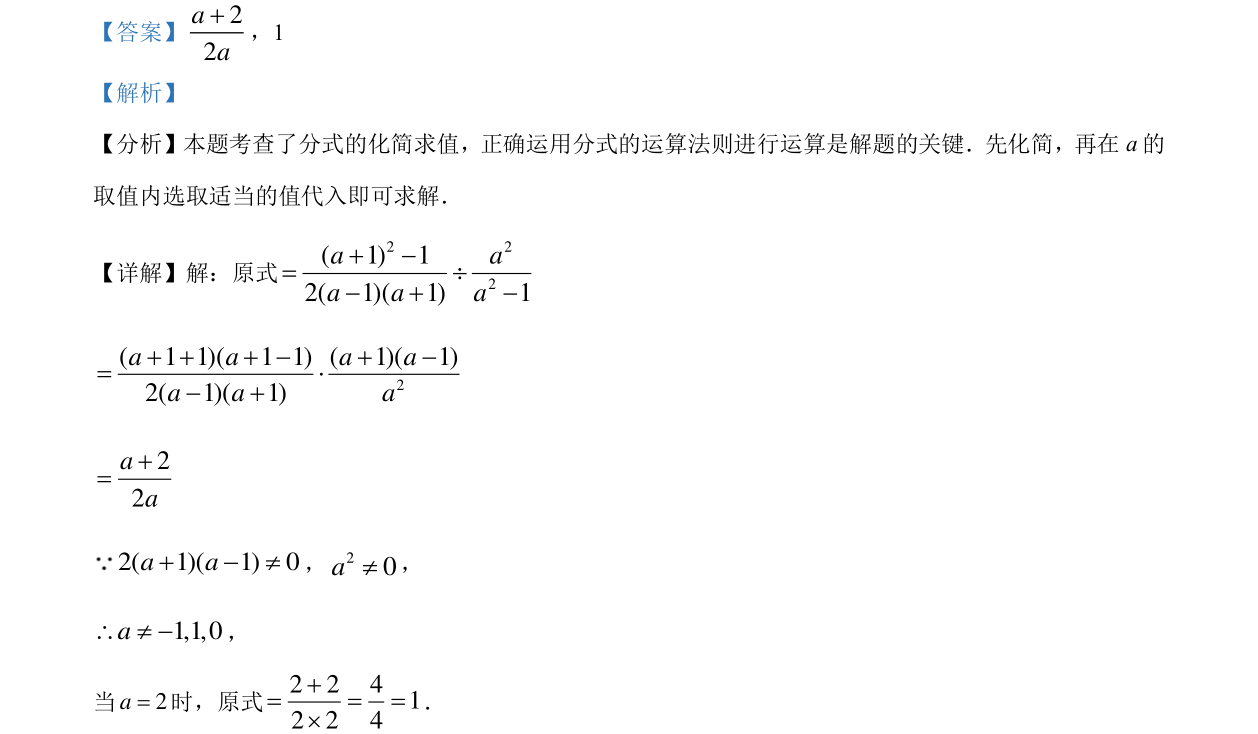 【答案】$\frac{a+2}{2a}$，1
【解析】
【分析】本题考查了分式的化简求值，正确运用分式的运算法则进行运算是解题的关键．先化简，再在 a 的
取值内选取适当的值代入即可求解．
【详解】解：原式$=\frac{(a+1)^2-1}{2(a-1)(a+1)}\div\frac{a^2}{a^2-1}$
$=\frac{(a+1+1)(a+1-1)}{2(a-1)(a+1)}\cdot\frac{(a+1)(a-1)}{a^2}$
$=\frac{a+2}{2a}$
∵$2(a+1)(a-1)\neq 0$，$a^2\neq 0$，
∴$a\neq -1,1,0$，
当$a=2$时，原式$=\frac{2+2}{2\times 2}=\frac{4}{4}=1$．